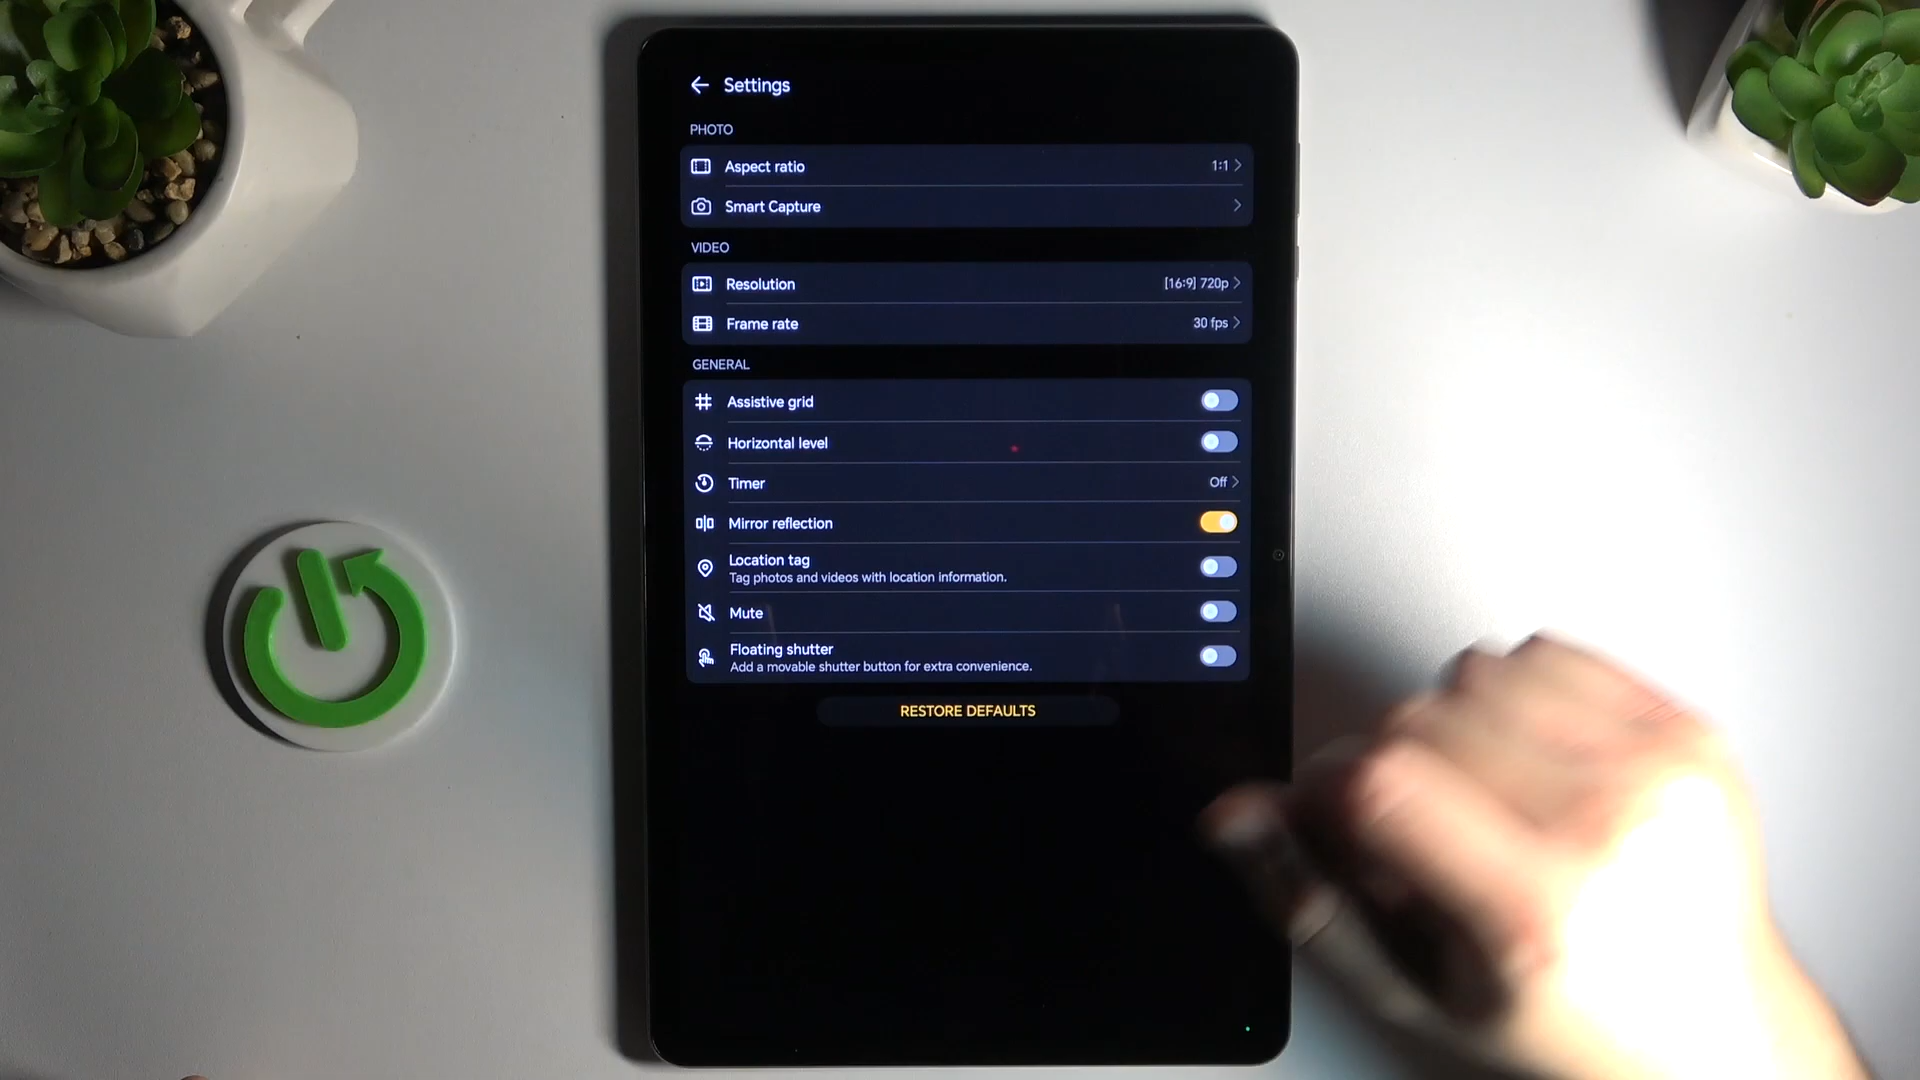 Settings
PHOTO
Aspect ratio 1:1
Smart Capture
VIDEO
Resolution [16:9] 720p
Frame rate 30 fps
GENERAL
Assistive grid
Horizontal level
Timer Off
Mirror reflection
Location tag
Tag photos and videos with location information.
Mute
Floating shutter
Add a movable shutter button for extra convenience.
RESTORE DEFAULTS